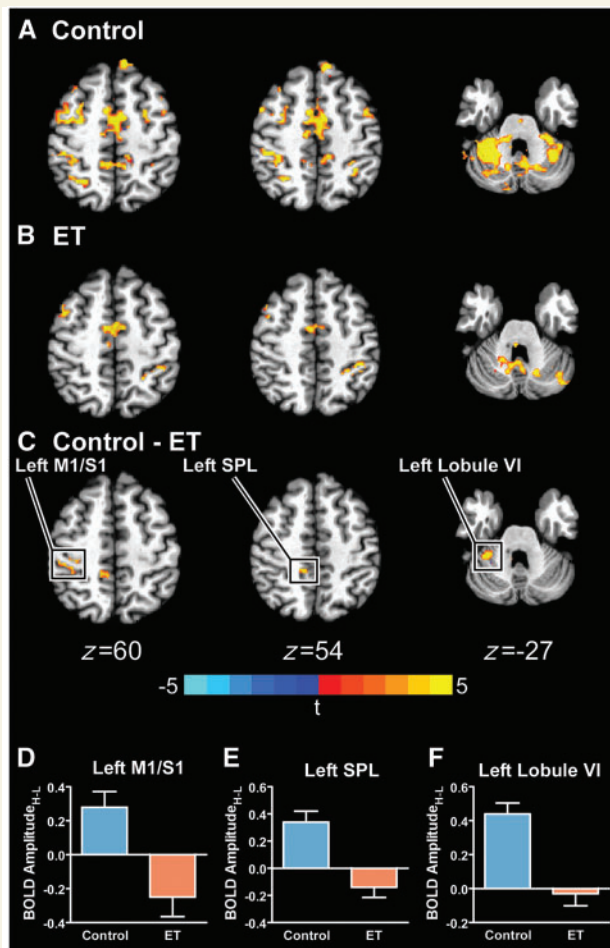 A Control
B ET
C Control - ET
Left M1/S1
Left SPL
Left Lobule VI
z=60
z=54
z=-27
-5
5
t
D
Left M1/S1
BOLD Amplitude H-L
0.4
0.2
0.0
-0.2
-0.4
Control
ET
E
Left SPL
BOLD Amplitude H-L
0.6
0.4
0.2
0.0
-0.2
-0.4
Control
ET
F
Left Lobule VI
BOLD Amplitude H-L
0.6
0.4
0.2
0.0
-0.2
Control
ET